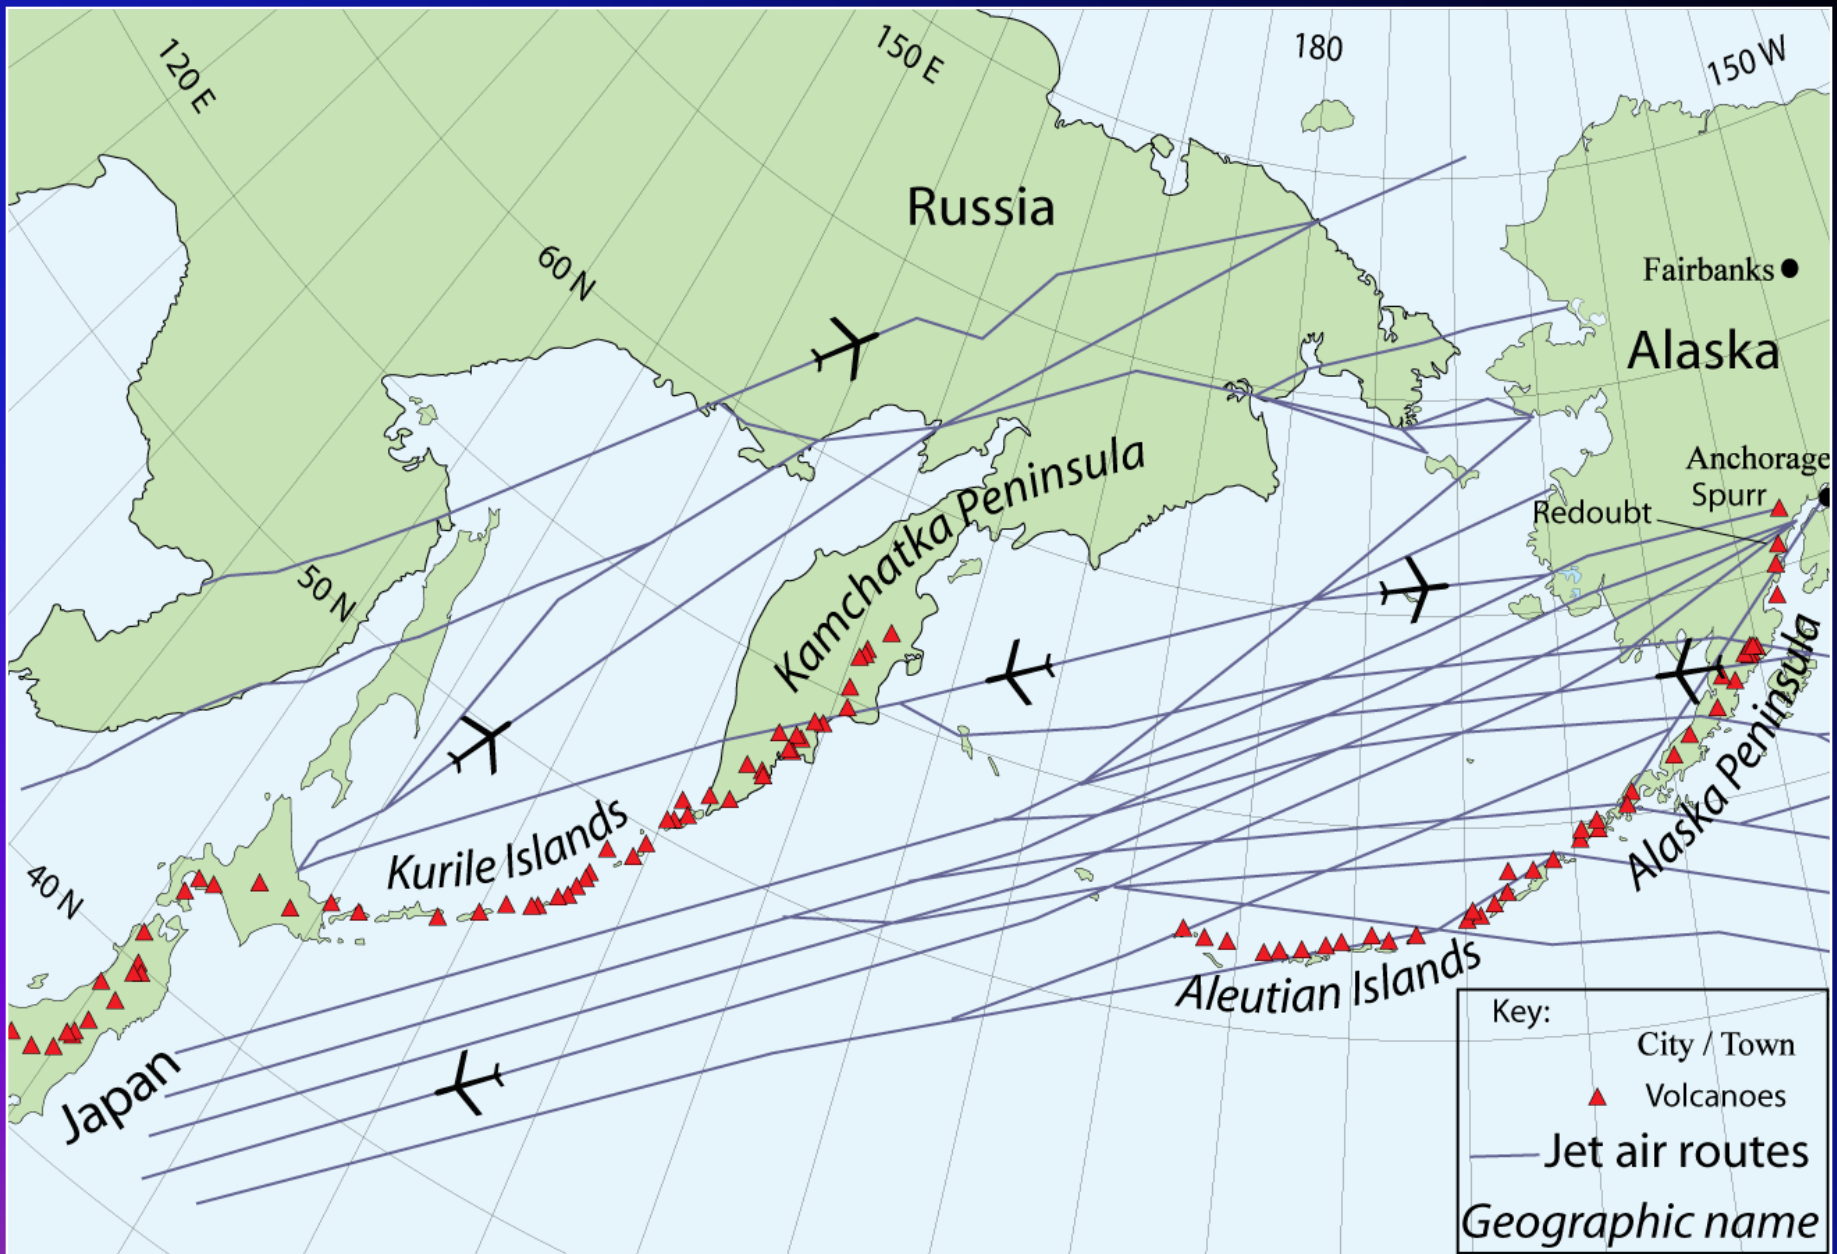 120 E
150 E
180
150 W
Russia
60 N
Fairbanks
Alaska
Anchorage
Spurr
Redoubt
Kamchatka Peninsula
50 N
Alaska Peninsula
Kurile Islands
40 N
Aleutian Islands
Japan
Key:
City / Town
Volcanoes
Jet air routes
Geographic name